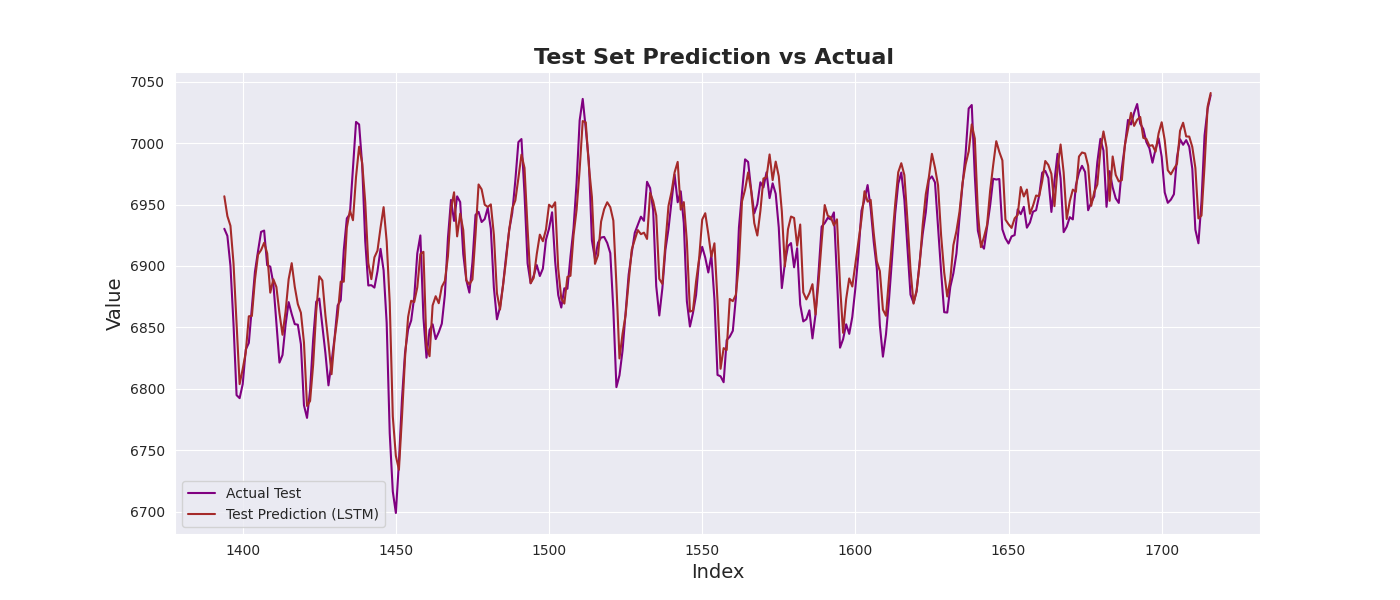 Test Set Prediction vs Actual
7050
7000
6950
6900
6850
6800
6750
6700
Value
Actual Test
Test Prediction (LSTM)
1400 1450 1500 1550 1600 1650 1700
Index